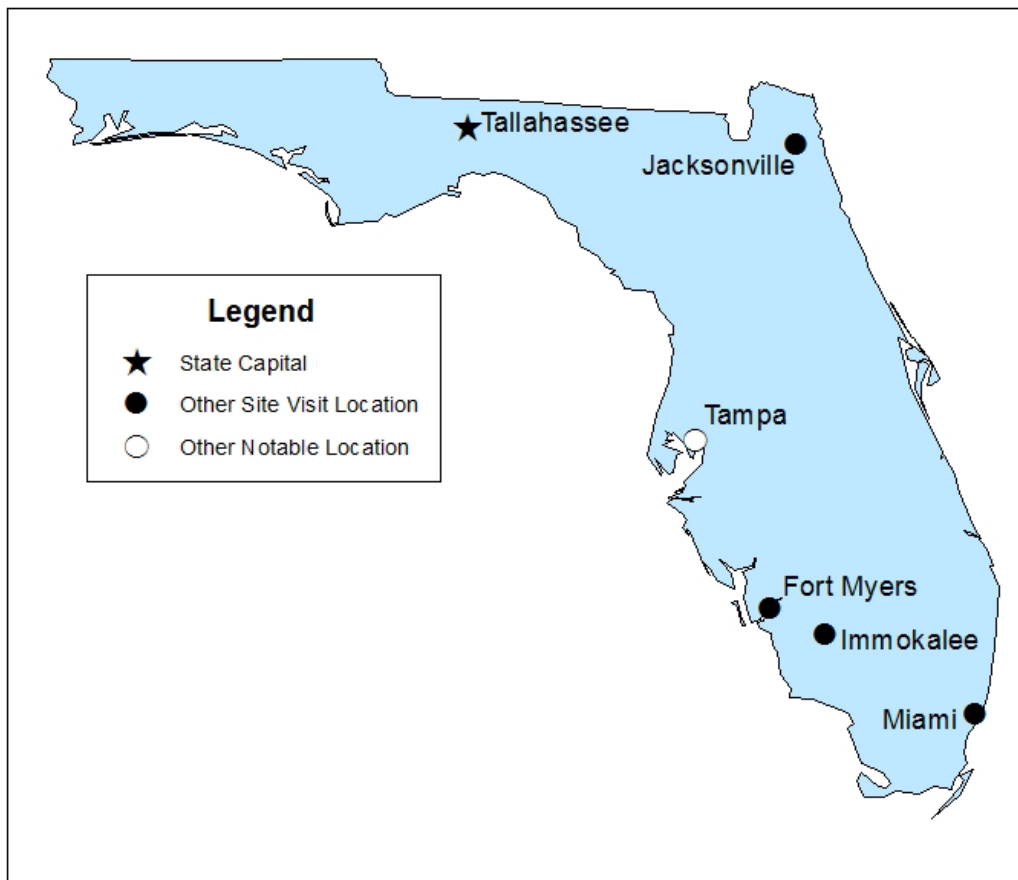 Tallahassee
Jacksonville
Legend
State Capital
Other Site Visit Location
Other Notable Location
Tampa
Fort Myers
Immokalee
Miami